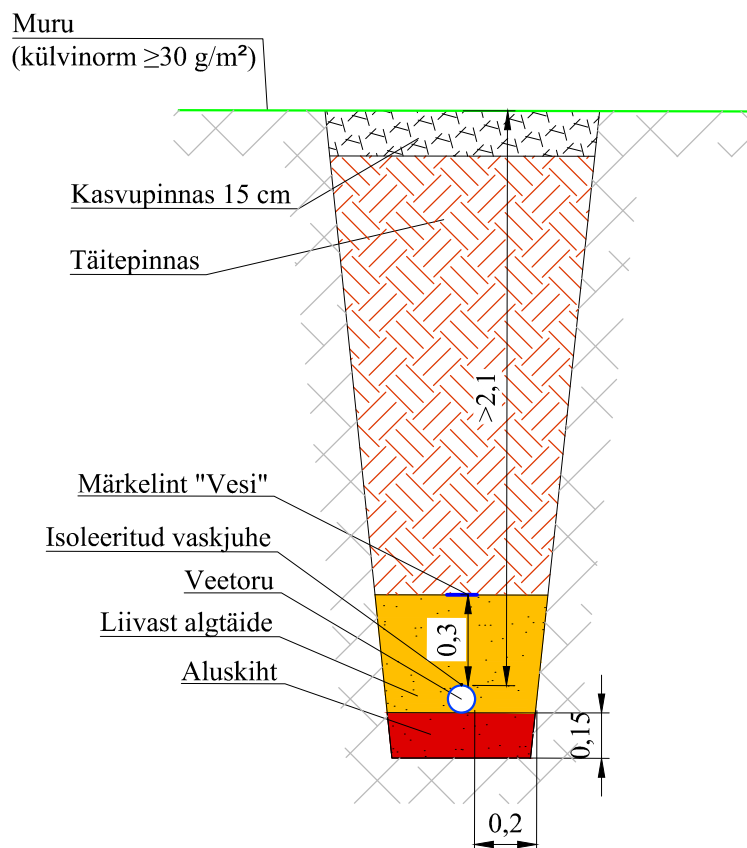 Muru
(külvinorm ≥30 g/m²)
Kasvupinnas 15 cm
Täitepinnas
>2,1
Märkelint "Vesi"
Isoleeritud vaskjuhe
Veetoru
Liivast algtäide
0,3
Aluskiht
0,15
0,2